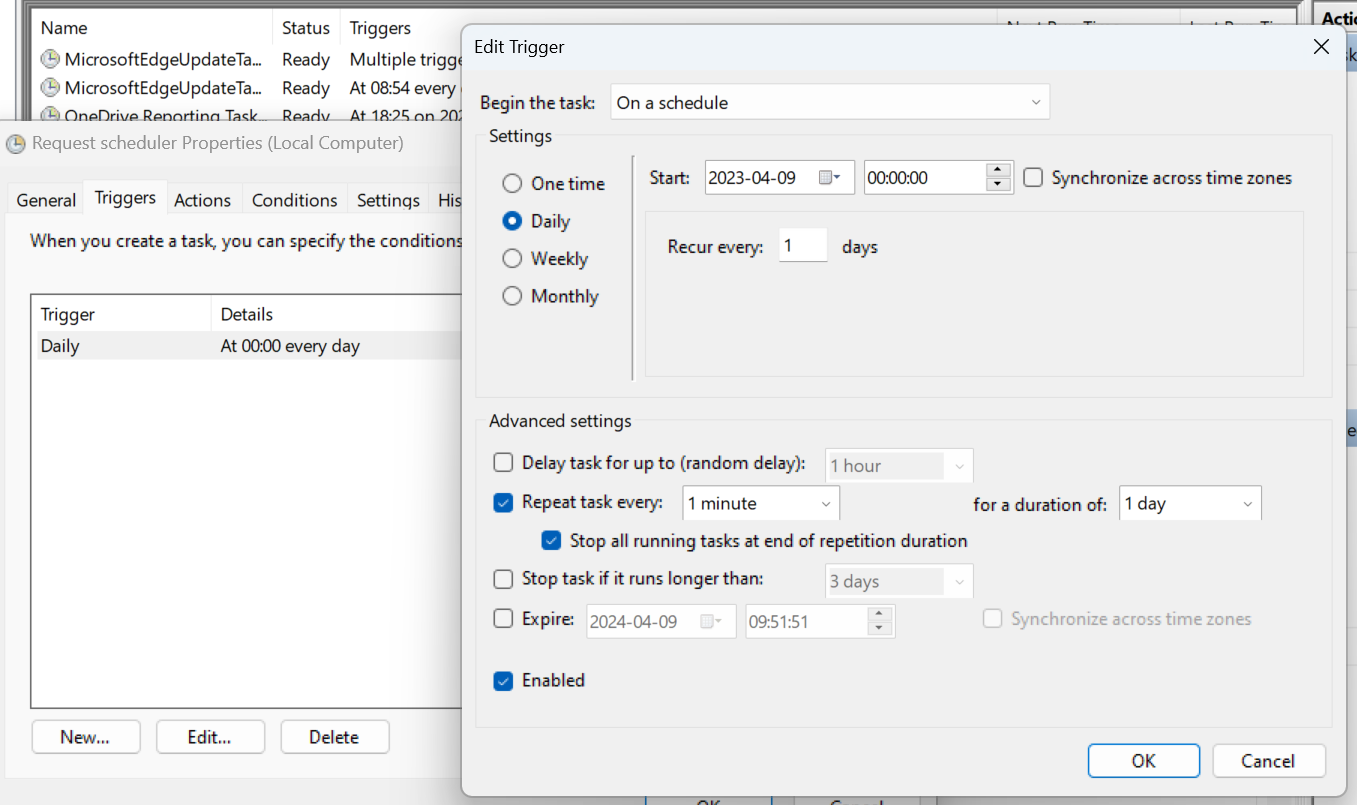 Name Status Triggers
MicrosoftEdgeUpdateTa... Ready Multiple trigge
MicrosoftEdgeUpdateTa... Ready At 08:54 every
OneDrive Reporting Task... Ready At 18:25 on 202
Request scheduler Properties (Local Computer)
General Triggers Actions Conditions Settings His
When you create a task, you can specify the conditions
Trigger Details
Daily At 00:00 every day
New... Edit... Delete
Edit Trigger
Begin the task: On a schedule
Settings
One time
Daily
Weekly
Monthly
Start: 2023-04-09 00:00:00 Synchronize across time zones
Recur every: 1 days
Advanced settings
Delay task for up to (random delay): 1 hour
Repeat task every: 1 minute for a duration of: 1 day
Stop all running tasks at end of repetition duration
Stop task if it runs longer than: 3 days
Expire: 2024-04-09 09:51:51 Synchronize across time zones
Enabled
OK Cancel